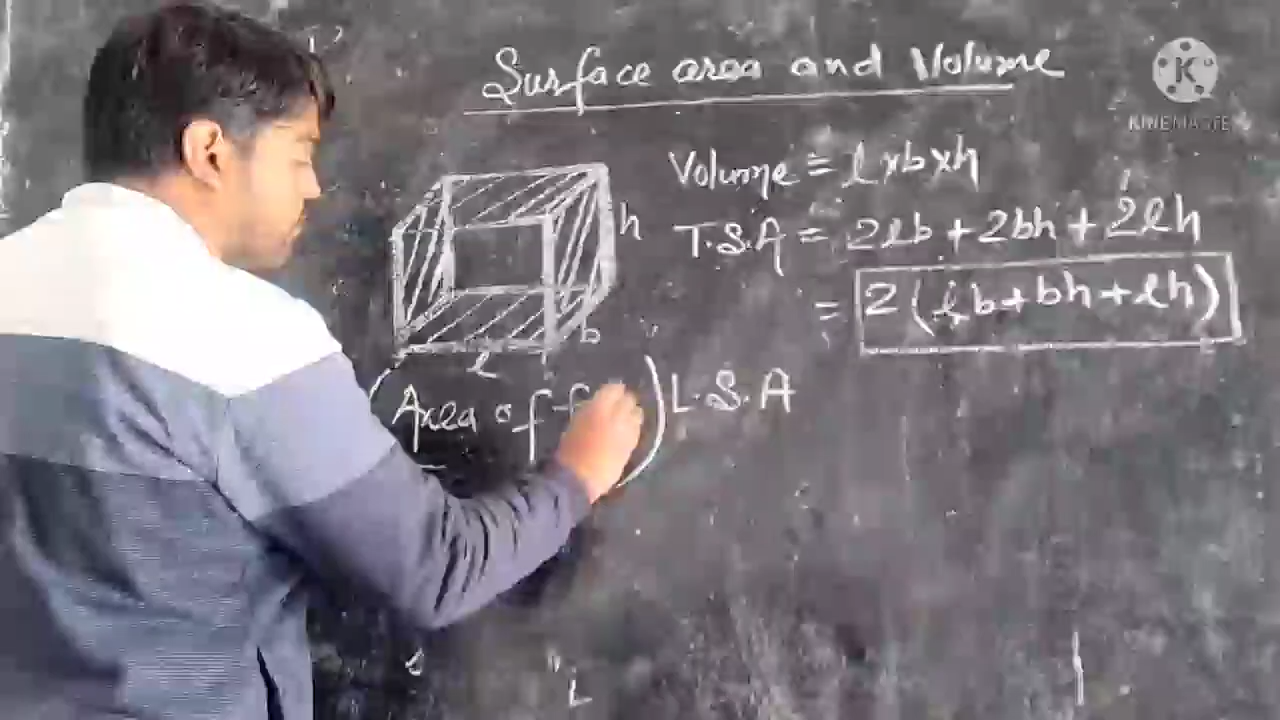 Surface area and Volume
KINEMASTER
Volume = l×b×h
h
T.S.A = 2lb + 2bh + 2lh
= 2(lb+bh+lh)
b
l
(Area of f ) L.S.A